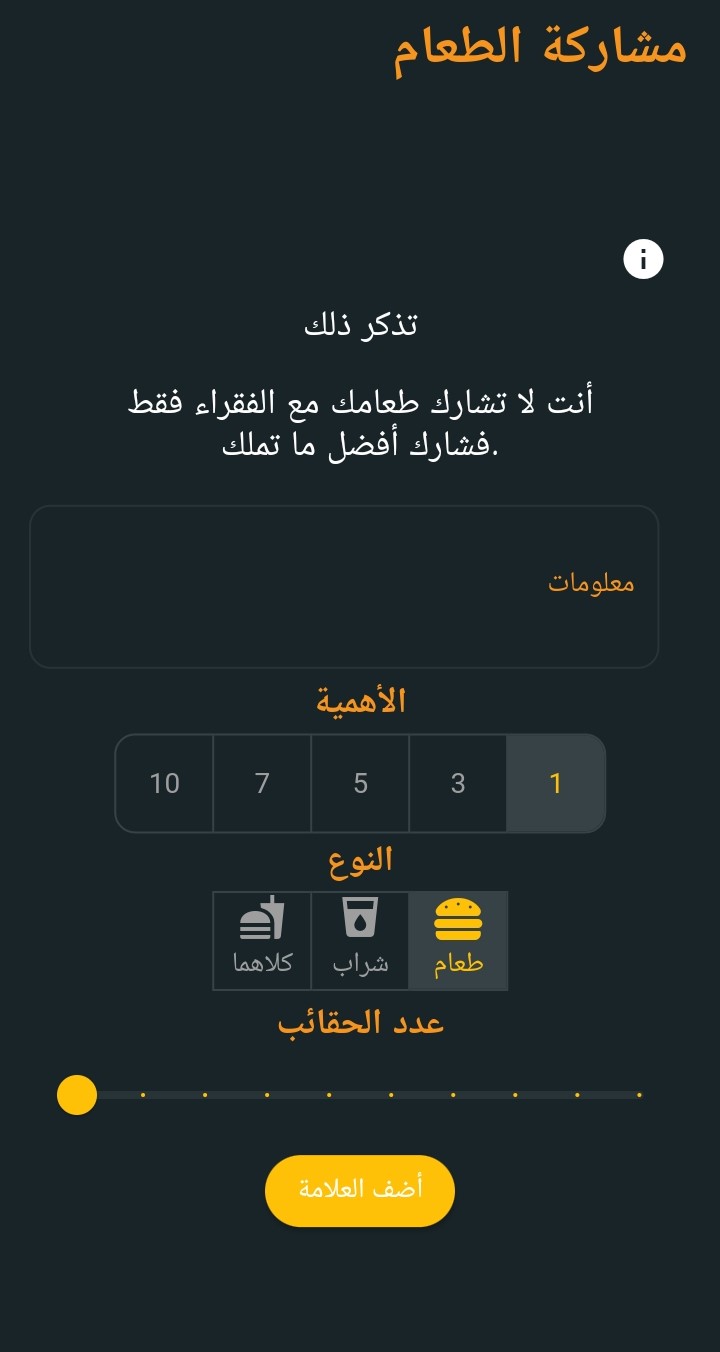 مشاركة الطعام
i
تذكر ذلك
أنت لا تشارك طعامك مع الفقراء فقط
.فشارك أفضل ما تملك
معلومات
الأهمية
1 3 5 7 10
النوع
طعام شراب كلاهما
عدد الحقائب
أضف العلامة